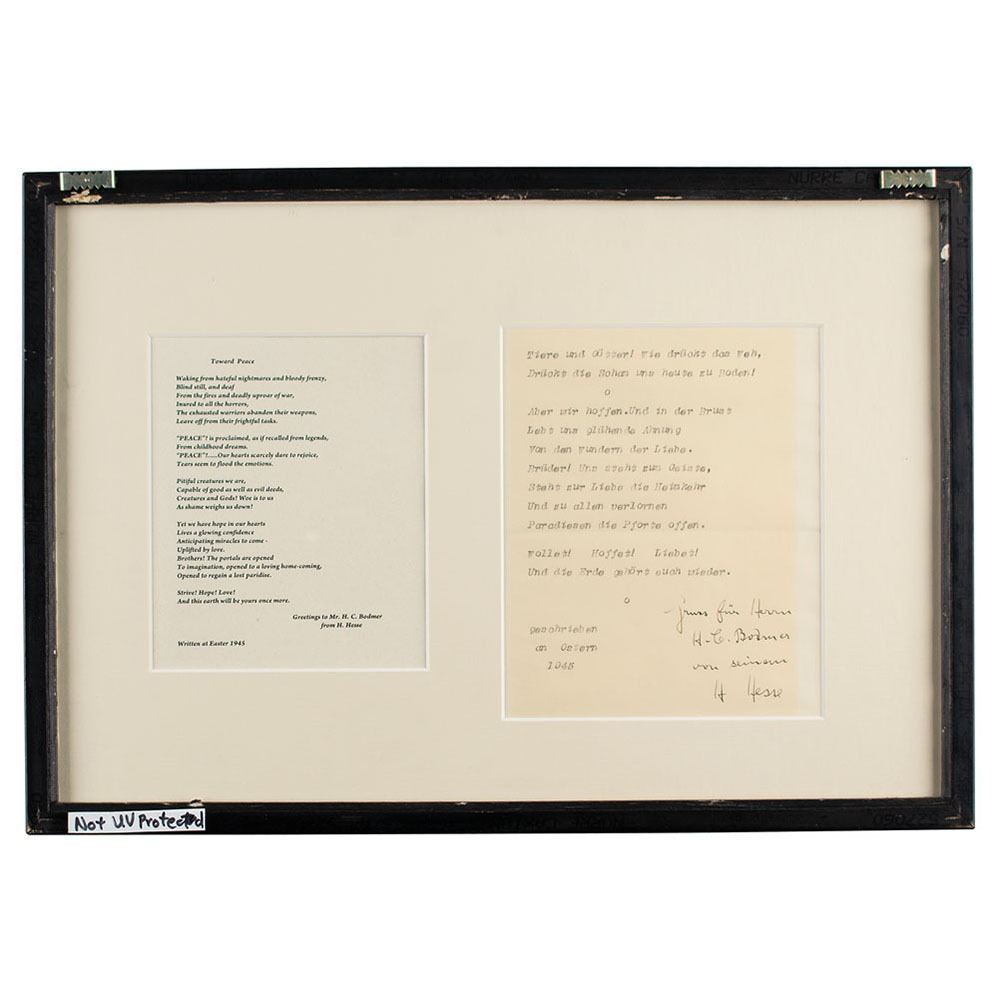 NURRE CA
Toward Peace
Waking from hateful nightmares and bloody frenzy,
Blind still, and deaf
From the fires and deadly uproar of war,
Inured to all the horrors,
The exhausted warriors abandon their weapons,
Leave off from their frightful tasks.
"PEACE"! is proclaimed, as if recalled from legends,
From childhood dreams.
"PEACE"!.....Our hearts scarcely dare to rejoice,
Tears seem to flood the emotions.
Pitiful creatures we are,
Capable of good as well as evil deeds,
Creatures and Gods! Woe is to us
As shame weighs us down!
Yet we have hope in our hearts
Lives a glowing confidence
Anticipating miracles to come -
Uplifted by love.
Brothers! The portals are opened
To imagination, opened to a loving home-coming,
Opened to regain a lost paridise.
Strive! Hope! Love!
And this earth will be yours once more.
Greetings to Mr. H. C. Bodmer
from H. Hesse
Written at Easter 1945
Tiere und Götter! Wie drückt das Weh,
Drückt die Scham uns heute zu Boden!
o
Aber wir hoffen.Und in der Brust
Lebt uns glühende Ahnung
Von den Wundern der Liebe.
Brüder! Uns steht zum Geiste,
Steht zur Liebe die Heimkehr
Und zu allen verlornen
Paradiesen die Pforte offen.
Wollet! Hoffet! Liebet!
Und die Erde gehört euch wieder.
o
geschrieben
an Ostern
1945
Gruss für Herrn
H. C. Bodmer
von seinem
H Hesse
Not UV Protected